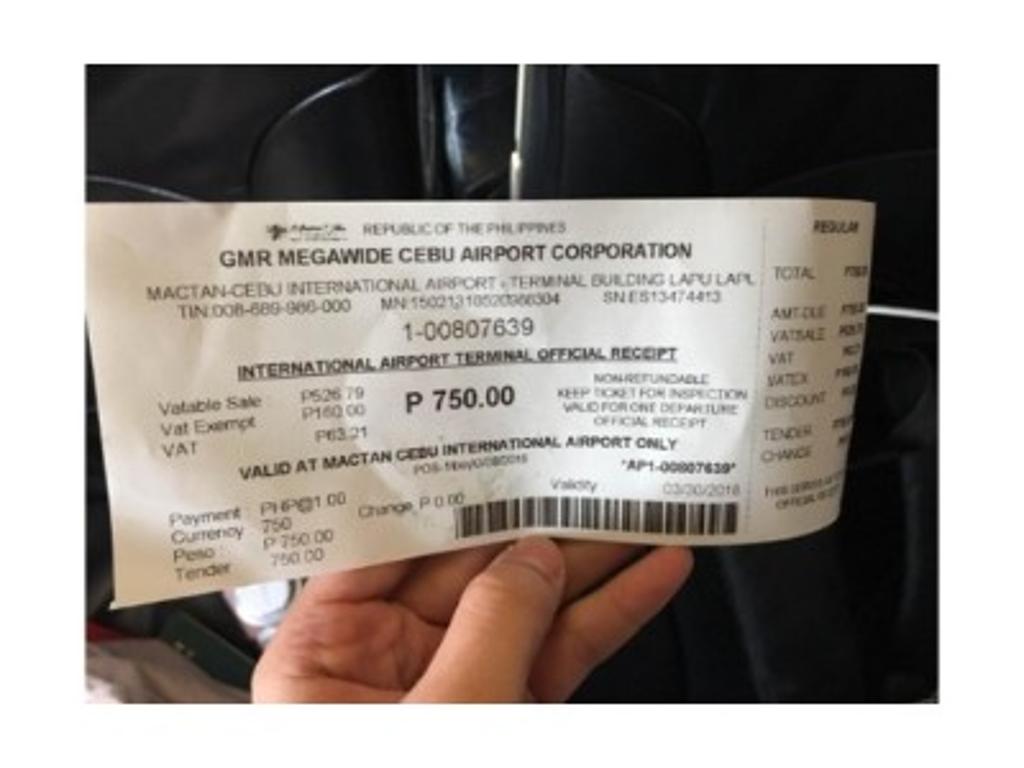 REPUBLIC OF THE PHILIPPINES
GMR MEGAWIDE CEBU AIRPORT CORPORATION
MACTAN-CEBU INTERNATIONAL AIRPORT - TERMINAL BUILDING LAPU LAPU
TIN:008-689-986-000 SN:ES13474413
1-00807639
INTERNATIONAL AIRPORT TERMINAL OFFICIAL RECEIPT
Vatable Sale P526.79
Vat Exempt P160.00
VAT P63.21
P 750.00
NON-REFUNDABLE
KEEP TICKET FOR INSPECTION
VALID FOR ONE DEPARTURE
OFFICIAL RECEIPT
VALID AT MACTAN CEBU INTERNATIONAL AIRPORT ONLY
*AP1-00807639*
Validity 03/30/2016
Payment : PHP@1.00 Change P 0.00
Currency 750
Peso : P 750.00
Tender 750.00
REGULAR
TOTAL
AMT-DUE
VATSALE
VAT
VATEX
DISCOUNT
TENDER
CHANGE